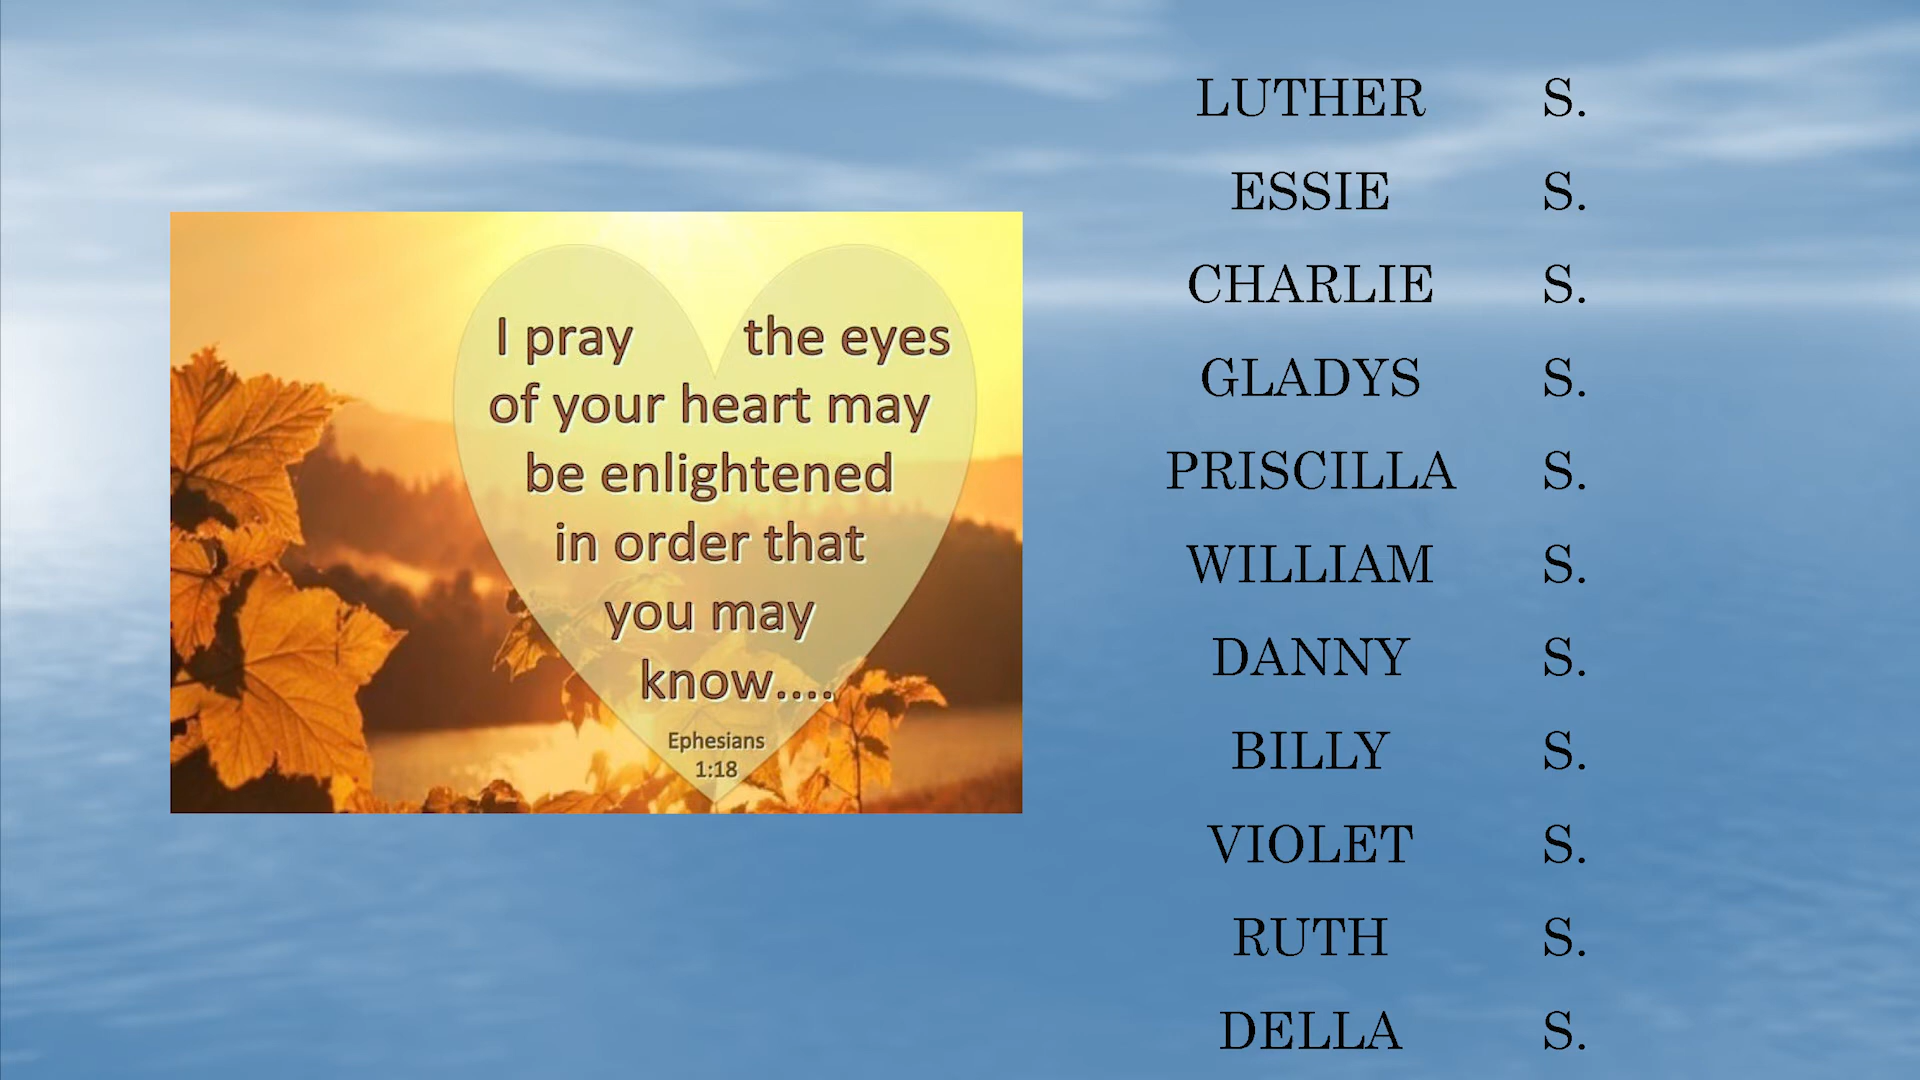 I pray the eyes
of your heart may
be enlightened
in order that
you may
know....
Ephesians
1:18
LUTHER S.
ESSIE S.
CHARLIE S.
GLADYS S.
PRISCILLA S.
WILLIAM S.
DANNY S.
BILLY S.
VIOLET S.
RUTH S.
DELLA S.